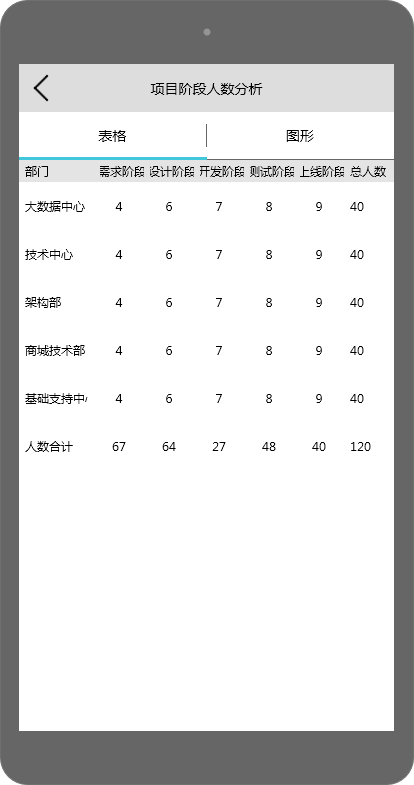 项目阶段人数分析
表格 图形
部门 需求阶段 设计阶段 开发阶段 测试阶段 上线阶段 总人数
大数据中心 4 6 7 8 9 40
技术中心 4 6 7 8 9 40
架构部 4 6 7 8 9 40
商城技术部 4 6 7 8 9 40
基础支持中 4 6 7 8 9 40
人数合计 67 64 27 48 40 120